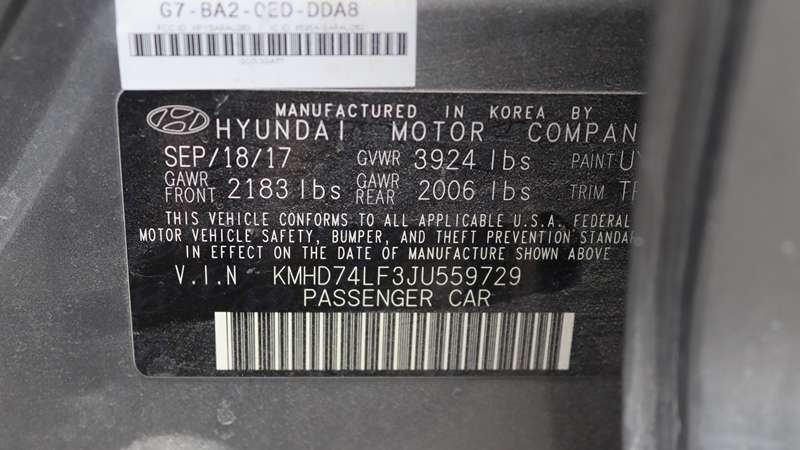 G7-BA2-0ED-DDA8
MANUFACTURED IN KOREA BY
HYUNDAI MOTOR COMPAN
SEP/18/17 GVWR 3924 lbs PAINT
GAWR FRONT 2183 lbs GAWR REAR 2006 lbs TRIM
THIS VEHICLE CONFORMS TO ALL APPLICABLE U.S.A. FEDERAL
MOTOR VEHICLE SAFETY, BUMPER, AND THEFT PREVENTION STANDA
IN EFFECT ON THE DATE OF MANUFACTURE SHOWN ABOVE
V.I.N KMHD74LF3JU559729
PASSENGER CAR